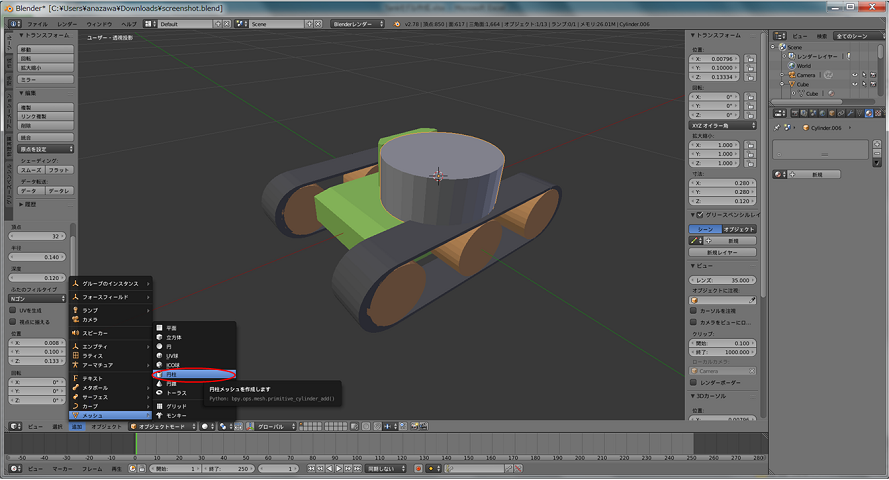 Blender* [C:¥Users¥anazawa¥Downloads¥screenshot.blend]
ファイル レンダー ウィンドウ ヘルプ Default Scene Blenderレンダー v2.78 | 頂点:850 | 面:617 | 三角面:1,664 | オブジェクト:1/13 | ランプ:0/1 | メモリ:26.01M | Cylinder.006
トランスフォーム
移動
回転
拡大縮小
ミラー
編集
複製
リンク複製
削除
統合
原点を設定
シェーディング:
スムーズ フラット
データ転送:
データ データレ
履歴
頂点
32
半径
0.140
深度
0.120
ふたのフィルタイプ
Nゴン
UVを生成
視点に揃える
位置
X: 0.008
Y: 0.100
Z: 0.133
回転
X: 0°
Y: 0°
Z: 0°
ユーザー・透視投影
グループのインスタンス
フォースフィールド
ランプ
カメラ
スピーカー
エンプティ
ラティス
アーマチュア
テキスト
メタボール
サーフェス
カーブ
メッシュ
平面
立方体
円
UV球
ICO球
円柱
円錐
トーラス
グリッド
モンキー
円柱メッシュを作成します
Python: bpy.ops.mesh.primitive_cylinder_add()
ビュー 選択 追加 オブジェクト オブジェクトモード グローバル
トランスフォーム
位置:
X: 0.00796
Y: 0.10000
Z: 0.13334
回転:
X: 0°
Y: 0°
Z: 0°
XYZ オイラー角
拡大縮小:
X: 1.000
Y: 1.000
Z: 1.000
寸法:
X: 0.280
Y: 0.280
Z: 0.120
グリースペンシルレイ
シーン オブジェクト
新規
新規レイヤー
ビュー
レンズ: 35.000
オブジェクトに注視:
カーソルを注視
カメラをビューにロ...
クリップ:
開始: 0.100
終了: 1000.000
ローカルカメラ:
Camera
レンダーボーダー
3Dカーソル
位置:
X: 0.00796
ビュー 検索 全てのシーン
Scene
レンダーレイヤー
World
Camera
Cube
Cube
Cylinder.006
新規
-50 -40 -30 -20 -10 0 10 20 30 40 50 60 70 80 90 100 110 120 130 140 150 160 170 180 190 200 210 220 230 240 250 260 270 280
ビュー マーカー フレーム 再生 開始: 1 終了: 250 1 同期しない